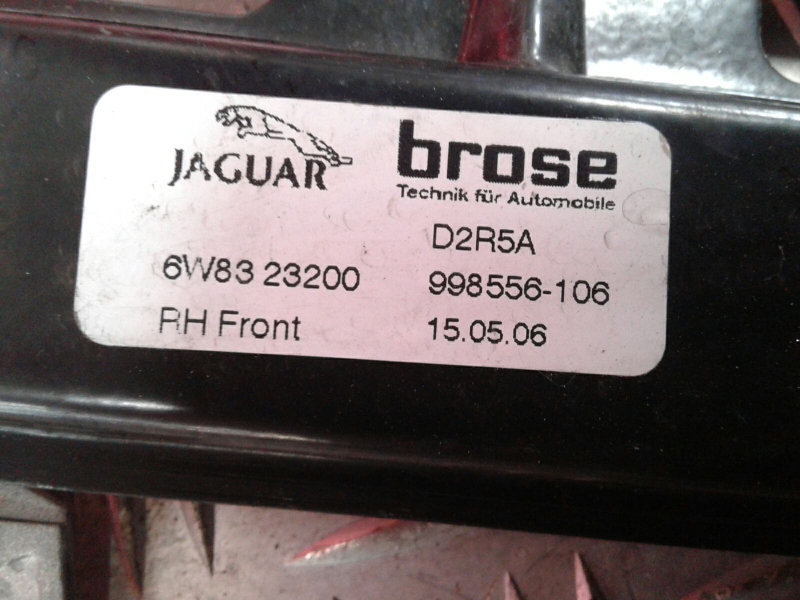 JAGUAR
brose
Technik für Automobile
D2R5A
6W83 23200
998556-106
RH Front
15.05.06